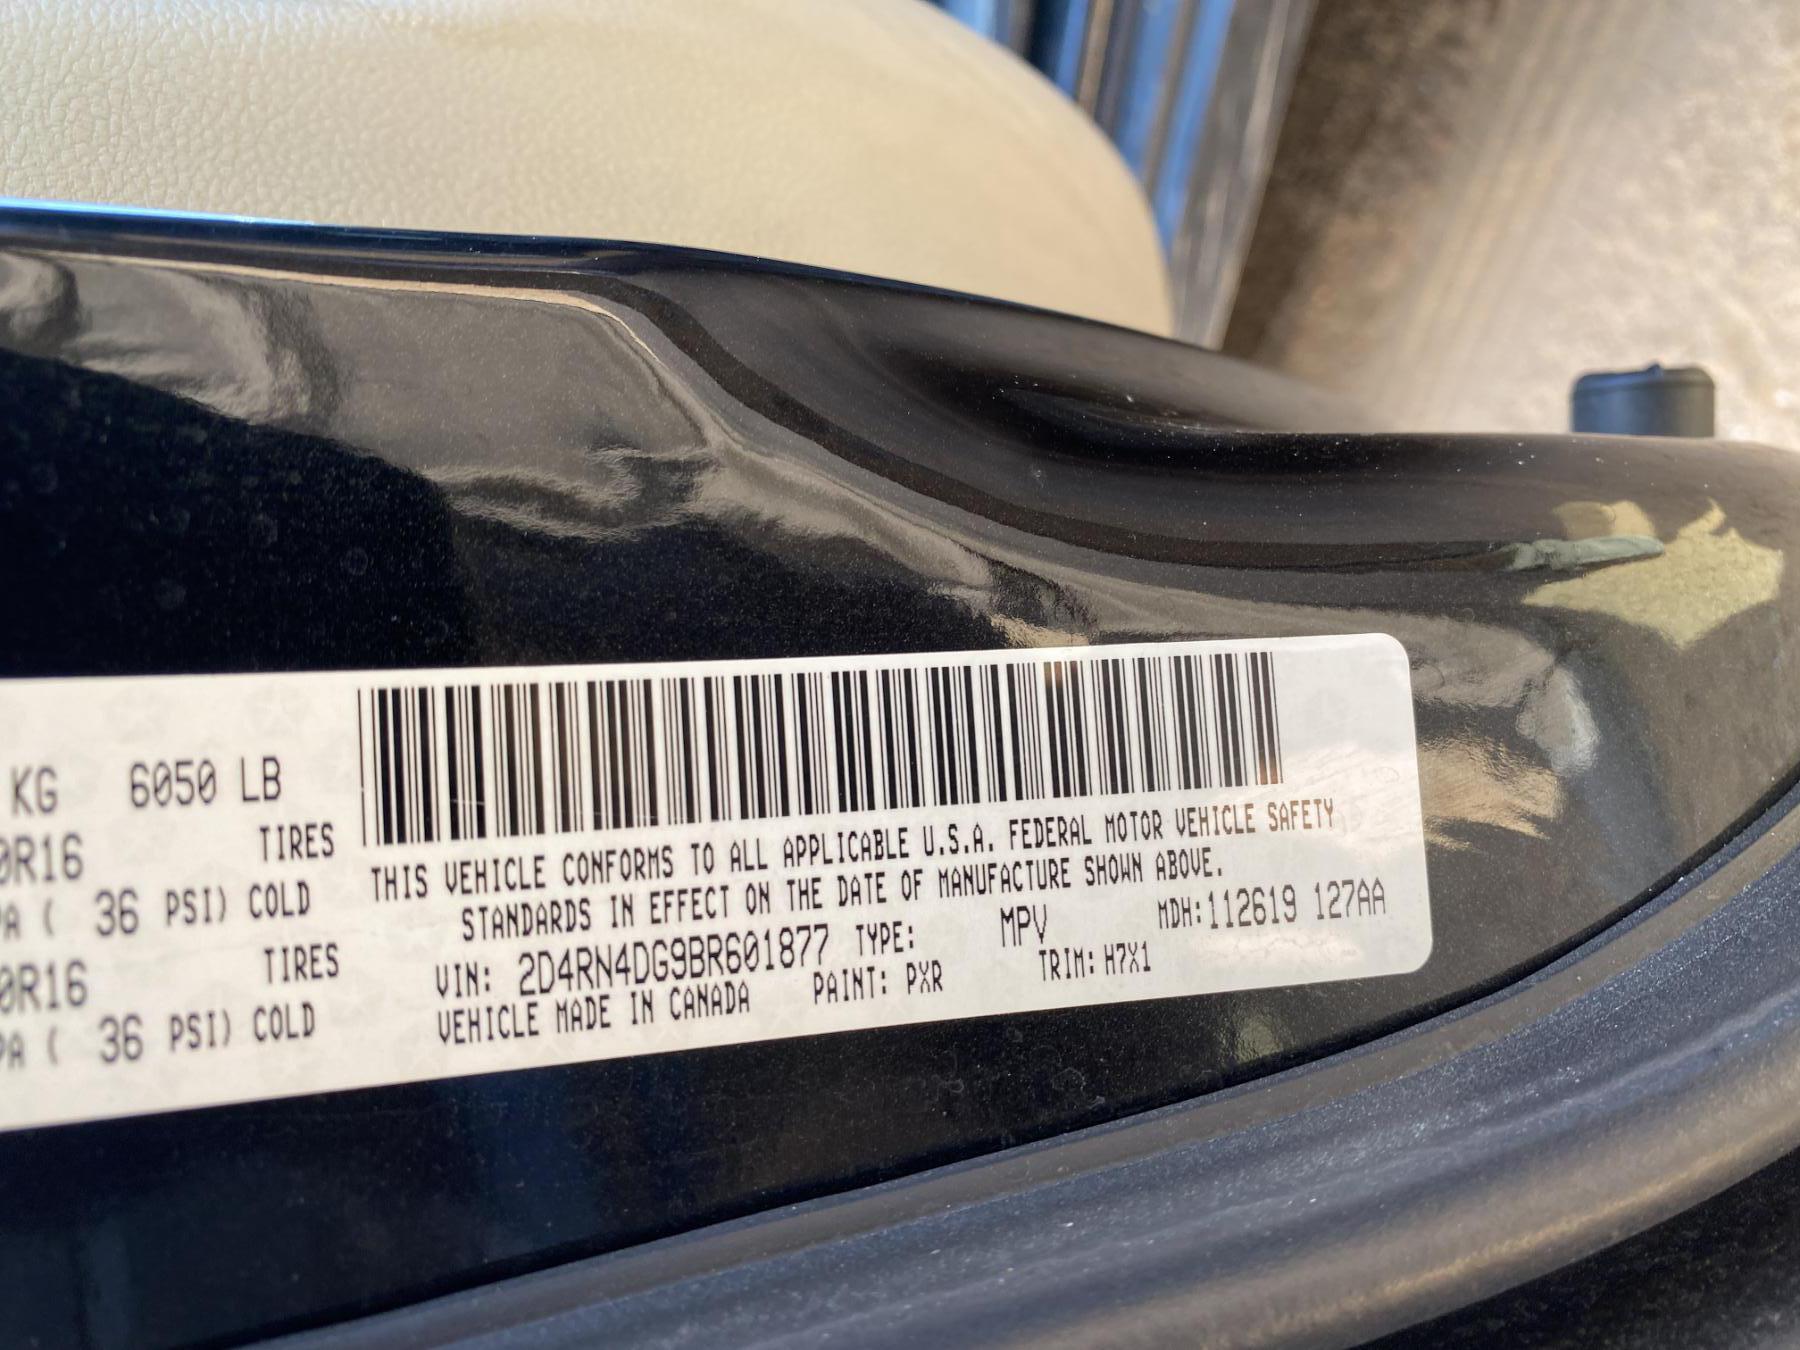 KG 6050 LB
0R16 TIRES
PA ( 36 PSI) COLD
0R16 TIRES
PA ( 36 PSI) COLD
THIS VEHICLE CONFORMS TO ALL APPLICABLE U.S.A. FEDERAL MOTOR VEHICLE SAFETY
STANDARDS IN EFFECT ON THE DATE OF MANUFACTURE SHOWN ABOVE.
VIN: 2D4RN4DG9BR601877 TYPE: MPV MDH:112619 127AA
VEHICLE MADE IN CANADA PAINT: PXR TRIM: H7X1